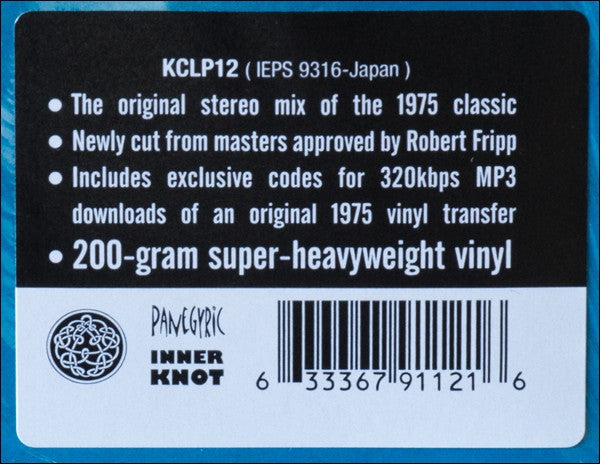 KCLP12 ( IEPS 9316-Japan )
● The original stereo mix of the 1975 classic
● Newly cut from masters approved by Robert Fripp
● Includes exclusive codes for 320kbps MP3
downloads of an original 1975 vinyl transfer
● 200-gram super-heavyweight vinyl
PANEGYRIC
INNER
KNOT
6 33367 91121 6